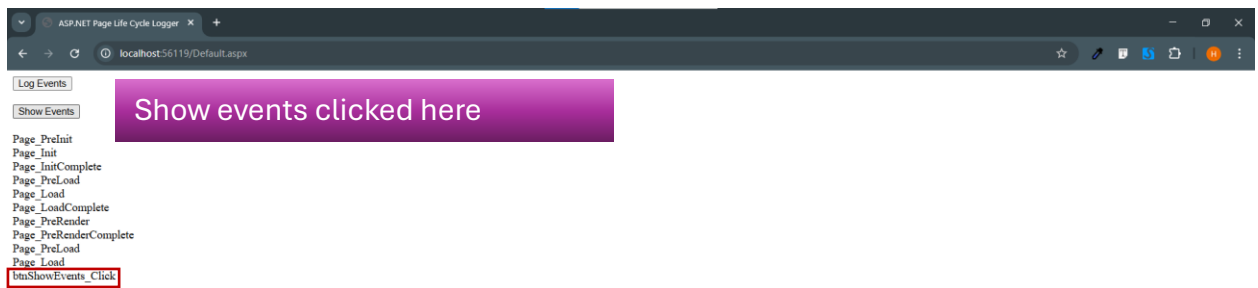 ASP.NET Page Life Cycle Logger
localhost:56119/Default.aspx
H
Log Events
Show Events
Show events clicked here
Page_PreInit
Page_Init
Page_InitComplete
Page_PreLoad
Page_Load
Page_LoadComplete
Page_PreRender
Page_PreRenderComplete
Page_PreLoad
Page_Load
btnShowEvents_Click